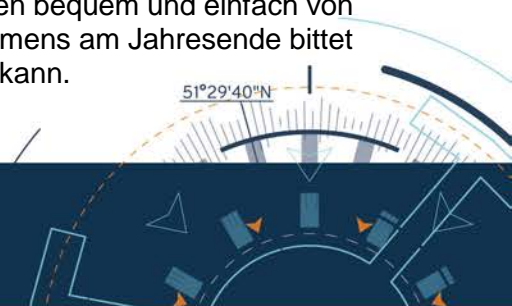 en bequem und einfach von
mens am Jahresende bittet
kann.
51°29'40"N